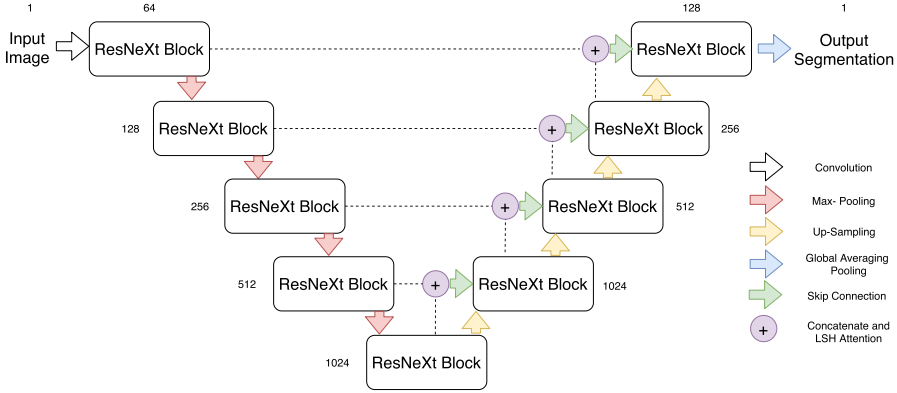 1
64
128
1
Input
Image
ResNeXt Block
+
ResNeXt Block
Output
Segmentation
128
ResNeXt Block
+
ResNeXt Block
256
256
ResNeXt Block
+
ResNeXt Block
512
512
ResNeXt Block
+
ResNeXt Block
1024
1024
ResNeXt Block
Convolution
Max- Pooling
Up-Sampling
Global Averaging
Pooling
Skip Connection
+
Concatenate and
LSH Attention